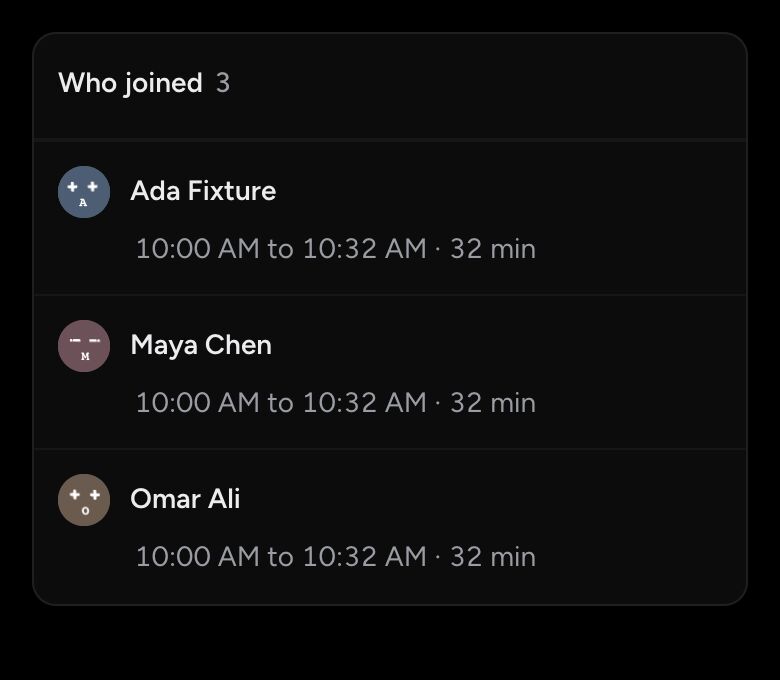 Who joined 3
A
Ada Fixture
10:00 AM to 10:32 AM · 32 min
M
Maya Chen
10:00 AM to 10:32 AM · 32 min
O
Omar Ali
10:00 AM to 10:32 AM · 32 min